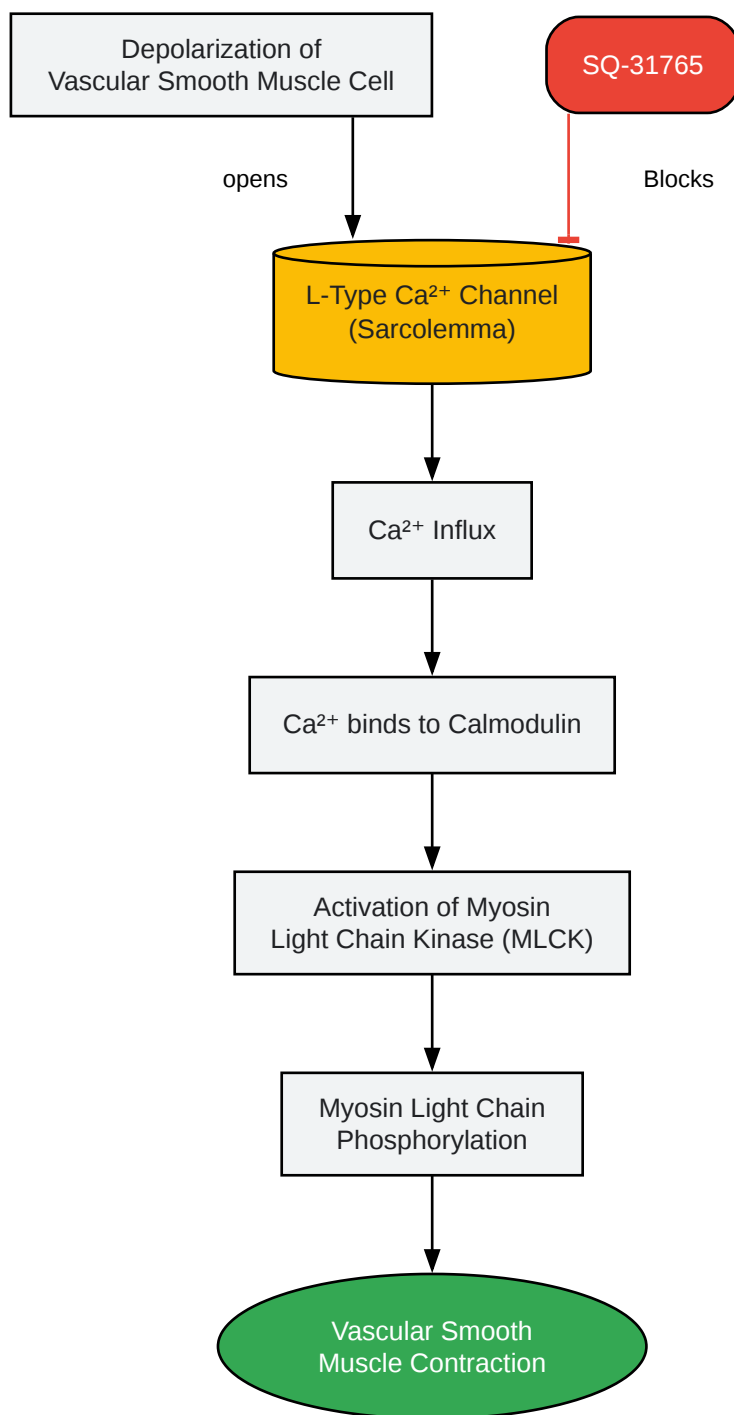 Depolarization of
Vascular Smooth Muscle Cell
SQ-31765
opens
Blocks
L-Type Ca²⁺ Channel
(Sarcolemma)
Ca²⁺ Influx
Ca²⁺ binds to Calmodulin
Activation of Myosin
Light Chain Kinase (MLCK)
Myosin Light Chain
Phosphorylation
Vascular Smooth
Muscle Contraction